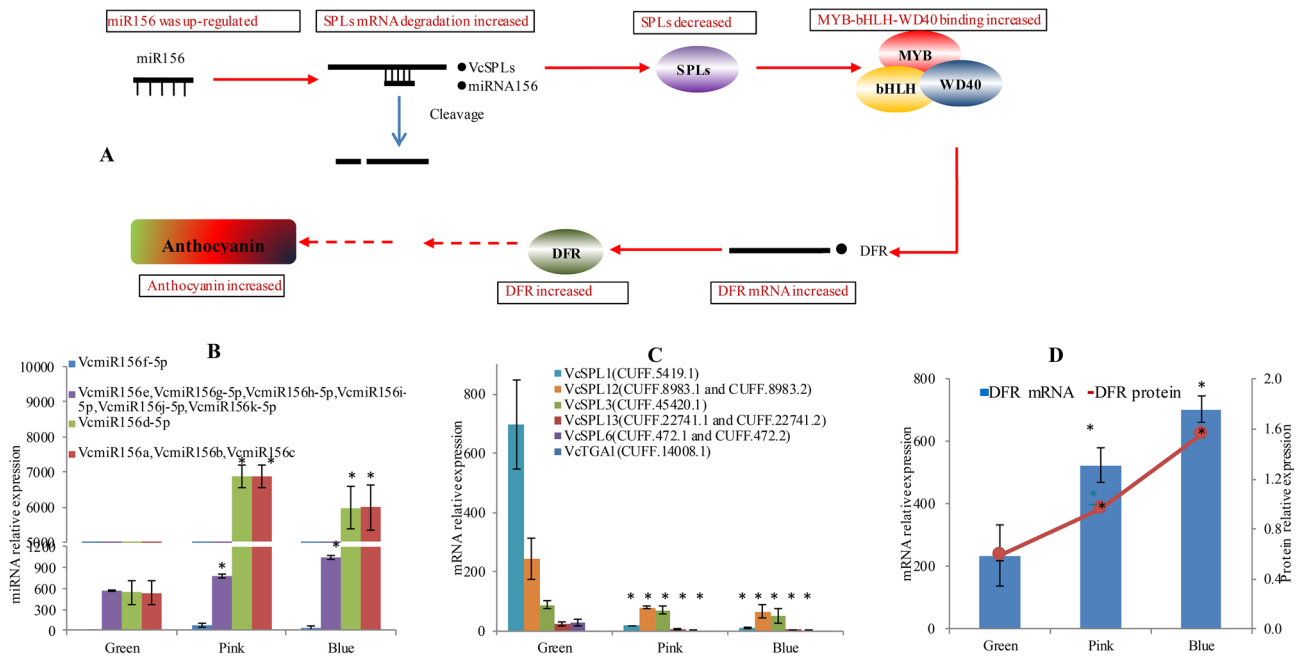 miR156 was up-regulated
SPLs mRNA degradation increased
SPLs decreased
MYB-bHLH-WD40 binding increased
miR156
VcSPLs
miRNA156
Cleavage
SPLs
MYB
bHLH
WD40
A
Anthocyanin
DFR
DFR
Anthocyanin increased
DFR increased
DFR mRNA increased
B
miRNA relative expression
10000
9000
8000
7000
6000
5000
1200
900
600
300
0
VcmiR156f-5p
VcmiR156e,VcmiR156g-5p,VcmiR156h-5p,VcmiR156i-
5p,VcmiR156j-5p,VcmiR156k-5p
VcmiR156d-5p
VcmiR156a,VcmiR156b,VcmiR156c
* *
* *
* *
Green
Pink
Blue
C
mRNA relative expression
800
600
400
200
0
VcSPL1(CUFF.5419.1)
VcSPL12(CUFF.8983.1 and CUFF.8983.2)
VcSPL3(CUFF.45420.1)
VcSPL13(CUFF.22741.1 and CUFF.22741.2)
VcSPL6(CUFF.472.1 and CUFF.472.2)
VcTGA1(CUFF.14008.1)
* * * * *
* * * * *
Green
Pink
Blue
D
mRNA relative expression
800
600
400
200
0
DFR mRNA
DFR protein
* * *
* *
Green
Pink
Blue
2.0
1.6
1.2
0.8
0.4
0.0
Protein relative expression